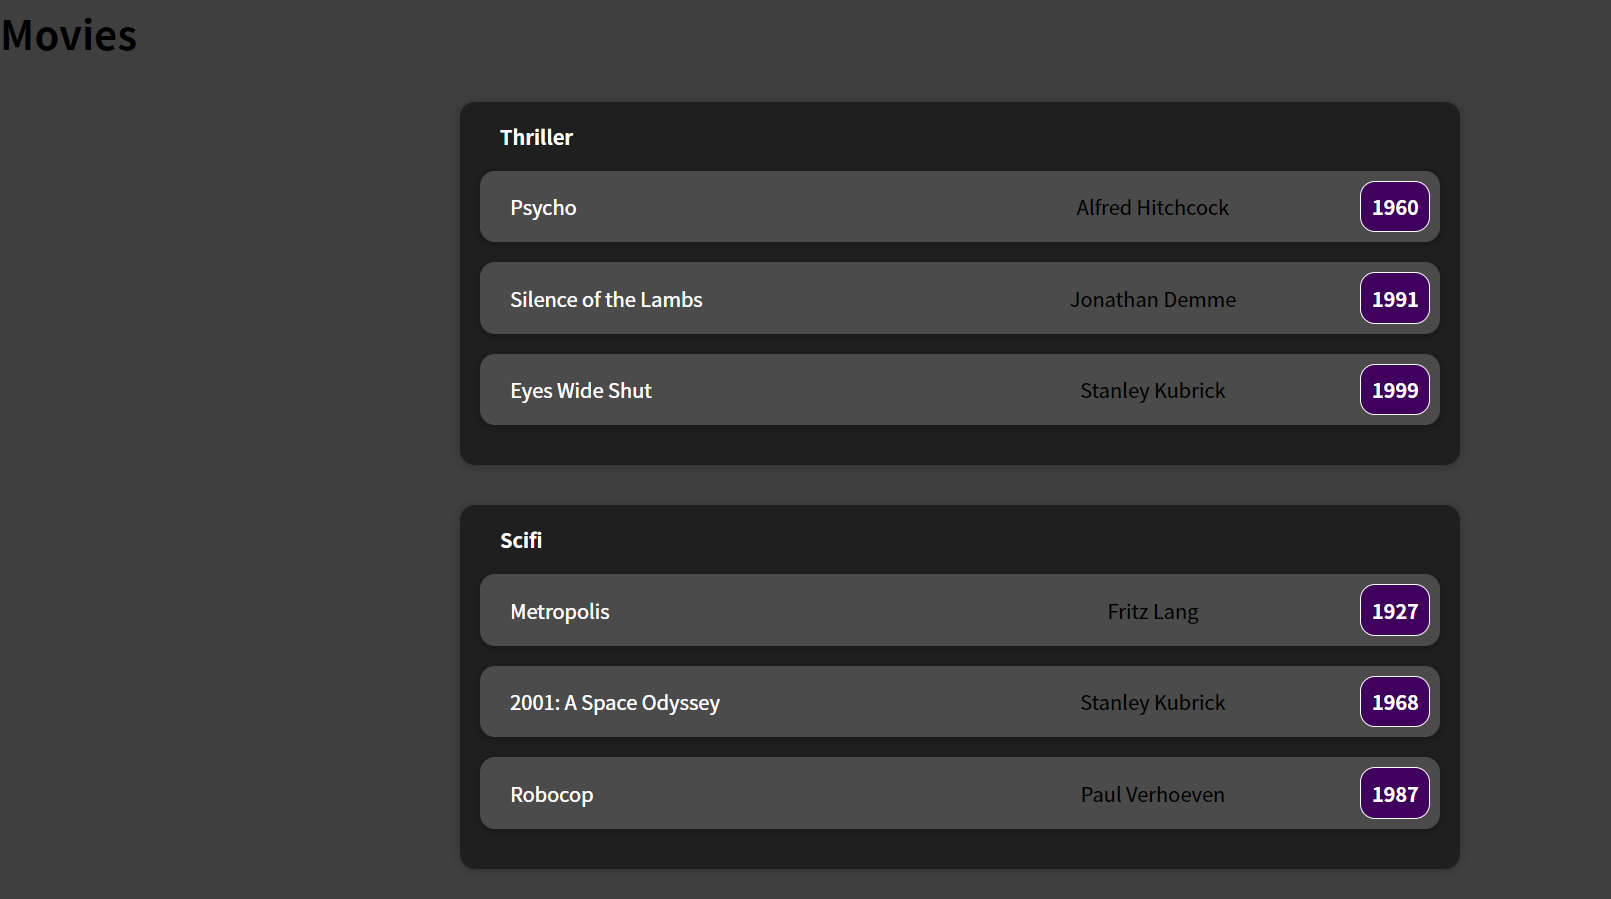 Movies
Thriller
Psycho Alfred Hitchcock 1960
Silence of the Lambs Jonathan Demme 1991
Eyes Wide Shut Stanley Kubrick 1999
Scifi
Metropolis Fritz Lang 1927
2001: A Space Odyssey Stanley Kubrick 1968
Robocop Paul Verhoeven 1987